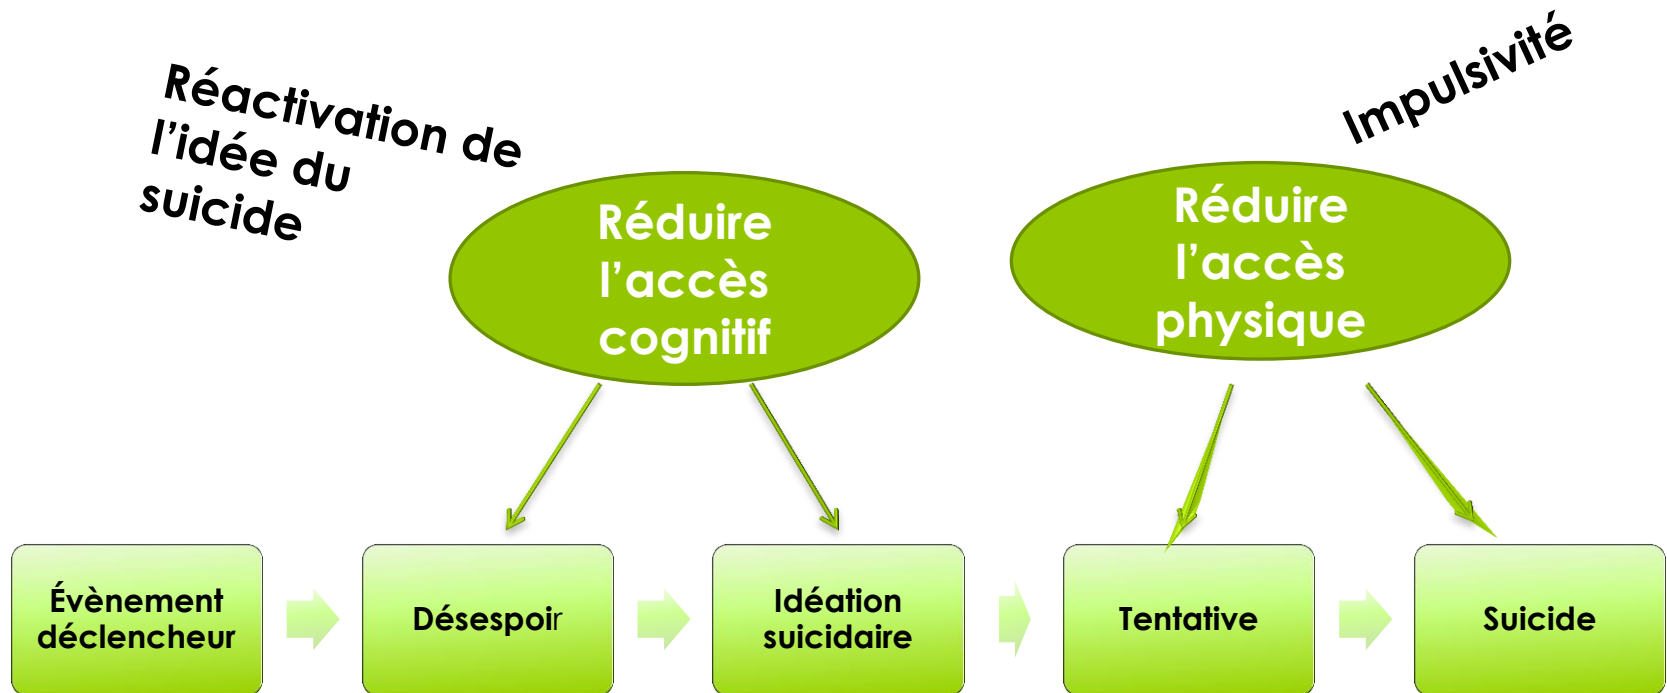 Réactivation de
l’idée du
suicide
Impulsivité
Réduire
l’accès
cognitif
Réduire
l’accès
physique
Évènement
déclencheur
Désespoir
Idéation
suicidaire
Tentative
Suicide